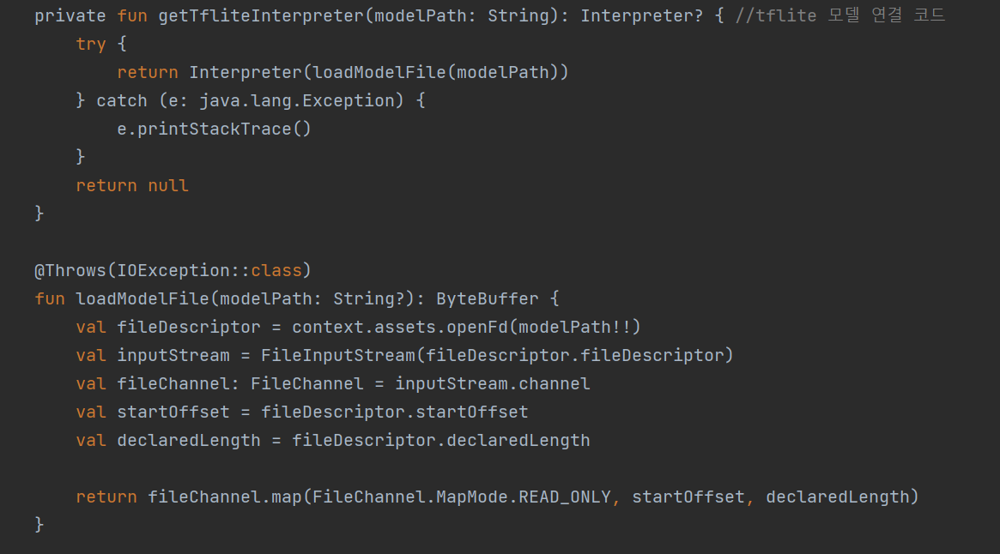 private fun getTfliteInterpreter(modelPath: String): Interpreter? { //tflite 모델 연결 코드
    try {
        return Interpreter(loadModelFile(modelPath))
    } catch (e: java.lang.Exception) {
        e.printStackTrace()
    }
    return null
}

@Throws(IOException::class)
fun loadModelFile(modelPath: String?): ByteBuffer {
    val fileDescriptor = context.assets.openFd(modelPath!!)
    val inputStream = FileInputStream(fileDescriptor.fileDescriptor)
    val fileChannel: FileChannel = inputStream.channel
    val startOffset = fileDescriptor.startOffset
    val declaredLength = fileDescriptor.declaredLength

    return fileChannel.map(FileChannel.MapMode.READ_ONLY, startOffset, declaredLength)
}